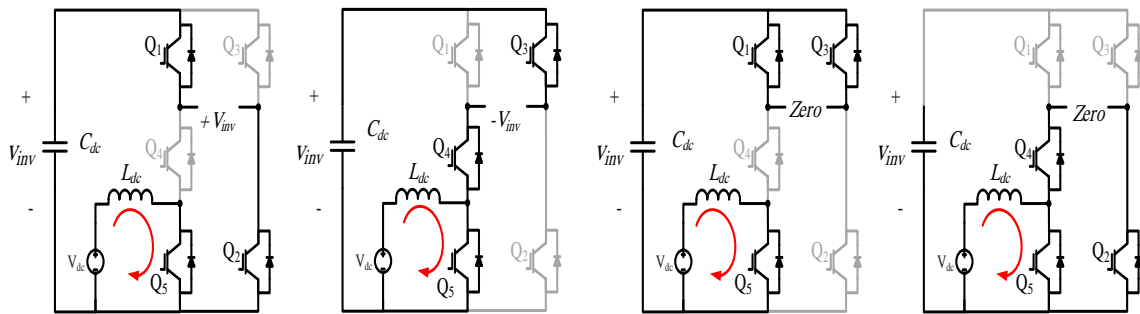 Q1
Q3
+
+ Vinv
Vinv
Cdc
Q4
Ldc
-
Vdc
Q2
Q5
Q1
Q3
+
- Vinv
Vinv
Cdc
Q4
Ldc
-
Vdc
Q2
Q5
Q1
Q3
+
Zero
Vinv
Cdc
Q4
Ldc
-
Vdc
Q2
Q5
Q1
Q3
+
Zero
Vinv
Cdc
Q4
Ldc
-
Vdc
Q2
Q5